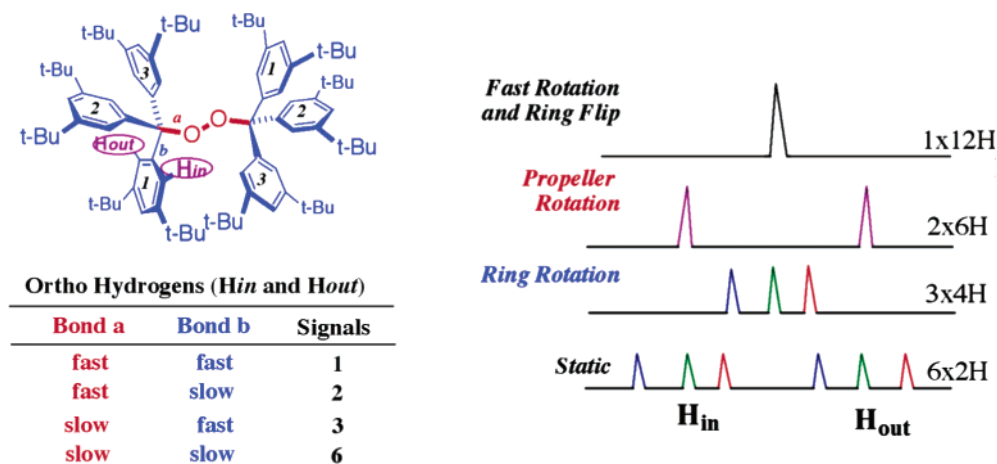 t-Bu
t-Bu
t-Bu
t-Bu
t-Bu
3
1
t-Bu
2
a
O
O
2
t-Bu
t-Bu
Hout
b
Hin
t-Bu
1
3
t-Bu
t-Bu
t-Bu
t-Bu
Ortho Hydrogens (Hin and Hout)
Bond a Bond b Signals
fast fast 1
fast slow 2
slow fast 3
slow slow 6
Fast Rotation
and Ring Flip
1x12H
Propeller
Rotation
2x6H
Ring Rotation
3x4H
Static
6x2H
Hin
Hout